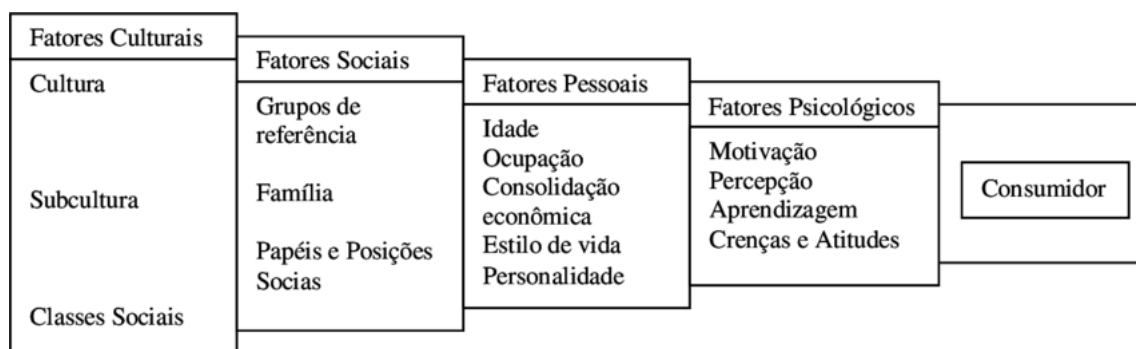 Fatores Culturais
Cultura
Subcultura
Classes Sociais
Fatores Sociais
Grupos de
referência
Família
Papéis e Posições
Socias
Fatores Pessoais
Idade
Ocupação
Consolidação
econômica
Estilo de vida
Personalidade
Fatores Psicológicos
Motivação
Percepção
Aprendizagem
Crenças e Atitudes
Consumidor